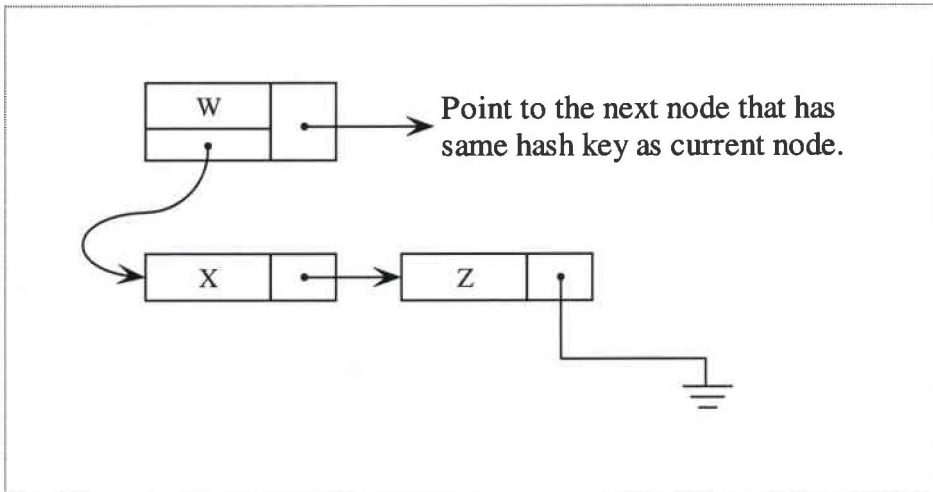 W
Point to the next node that has
same hash key as current node.
X
Z